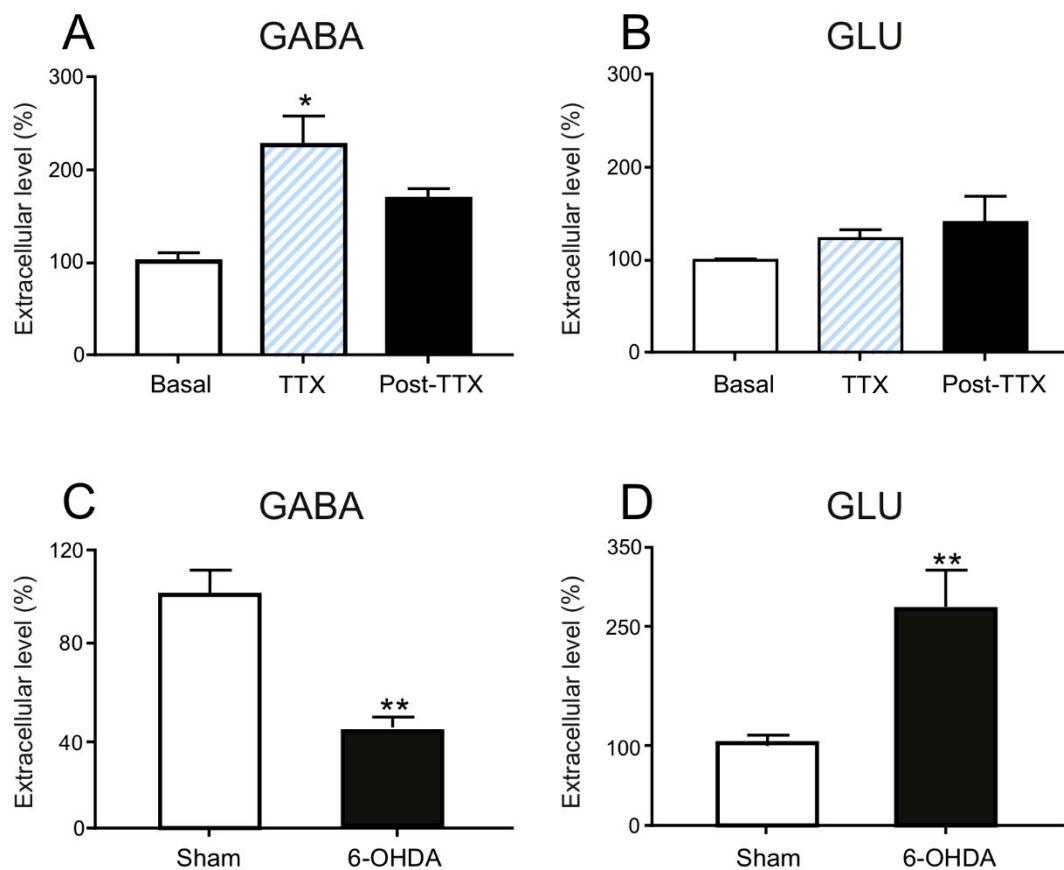 A
GABA
Extracellular level (%)
300
200
100
0
*
Basal
TTX
Post-TTX
B
GLU
Extracellular level (%)
300
200
100
0
Basal
TTX
Post-TTX
C
GABA
Extracellular level (%)
120
80
40
0
**
Sham
6-OHDA
D
GLU
Extracellular level (%)
350
250
100
0
**
Sham
6-OHDA